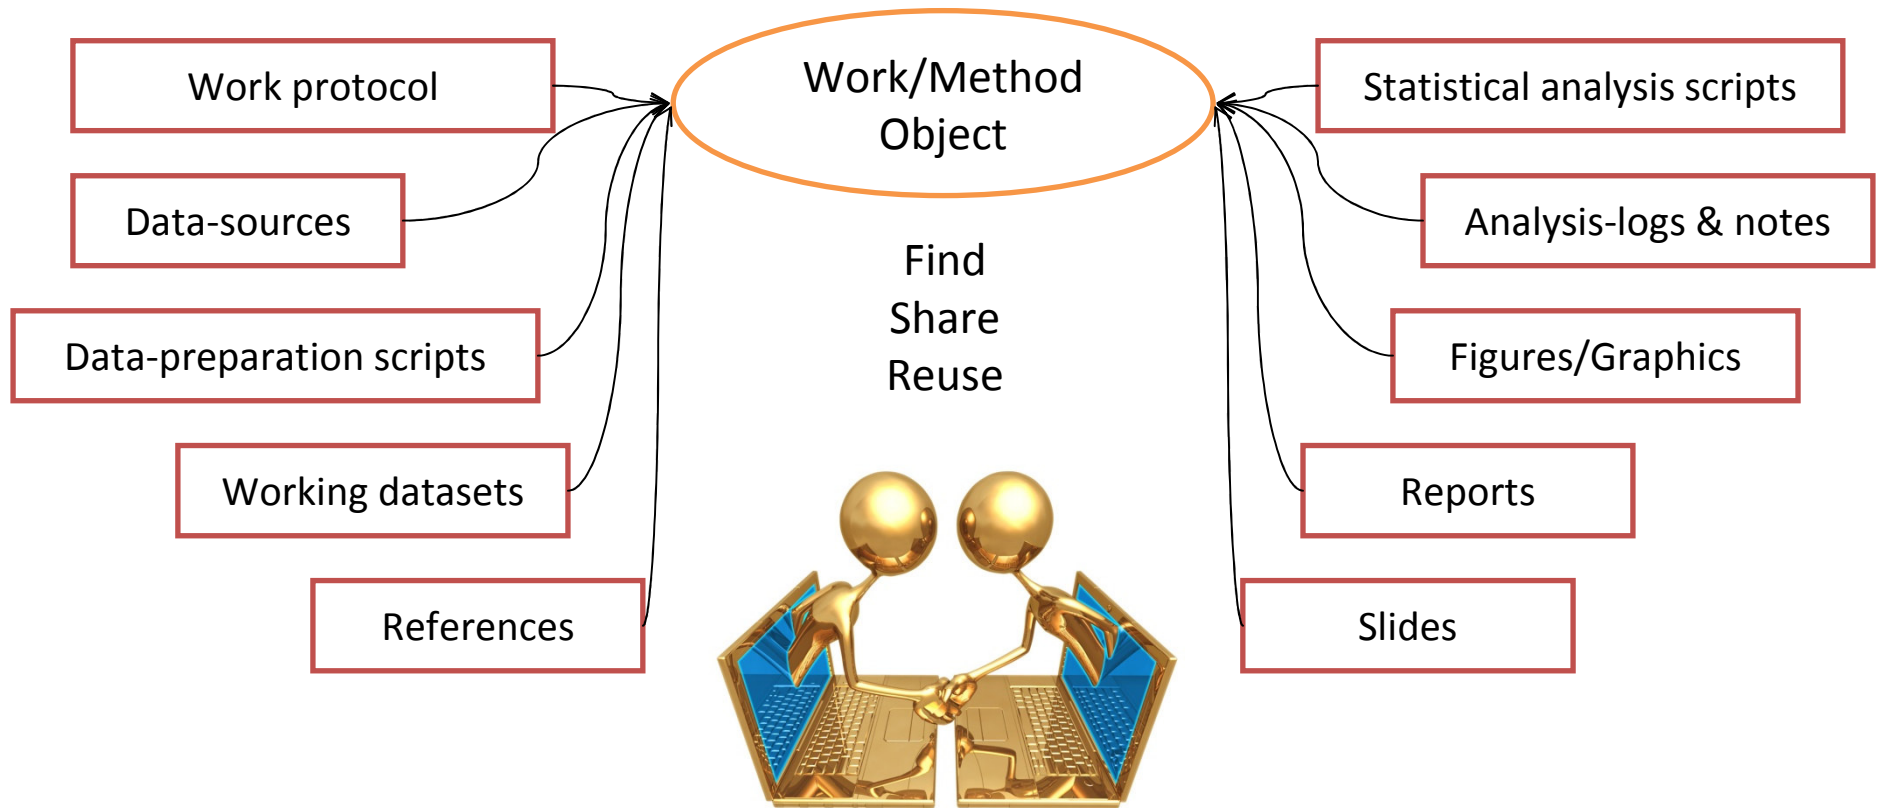 Work/Method
Object
Work protocol
Data-sources
Data-preparation scripts
Working datasets
References
Find
Share
Reuse
Statistical analysis scripts
Analysis-logs & notes
Figures/Graphics
Reports
Slides